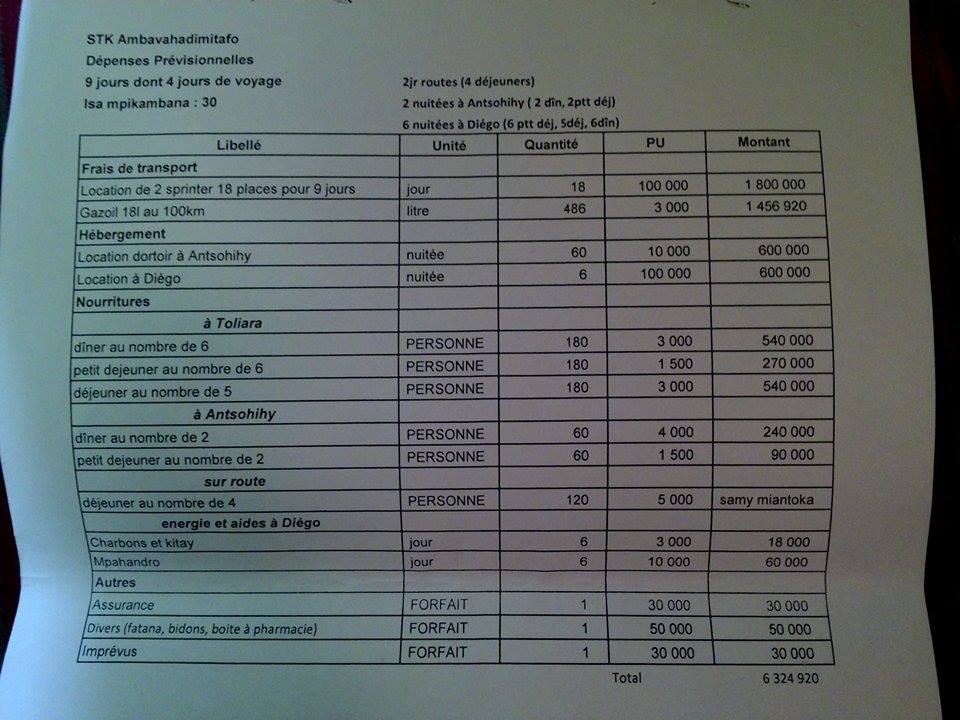 STK Ambavahadimitafo
Dépenses Prévisionnelles
9 jours dont 4 jours de voyage 2jr routes (4 déjeuners)
Isa mpikambana : 30 2 nuitées à Antsohihy ( 2 dîn, 2ptt déj)
6 nuitées à Diégo (6 ptt déj, 5déj, 6dîn)
Libellé Unité Quantité PU Montant
Frais de transport
Location de 2 sprinter 18 places pour 9 jours jour 18 100 000 1 800 000
Gazoil 18l au 100km litre 486 3 000 1 456 920
Hébergement
Location dortoir à Antsohihy nuitée 60 10 000 600 000
Location à Diégo nuitée 6 100 000 600 000
Nourritures
à Toliara
dîner au nombre de 6 PERSONNE 180 3 000 540 000
petit dejeuner au nombre de 6 PERSONNE 180 1 500 270 000
déjeuner au nombre de 5 PERSONNE 180 3 000 540 000
à Antsohihy
dîner au nombre de 2 PERSONNE 60 4 000 240 000
petit dejeuner au nombre de 2 PERSONNE 60 1 500 90 000
sur route
déjeuner au nombre de 4 PERSONNE 120 5 000 samy miantoka
energie et aides à Diégo
Charbons et kitay jour 6 3 000 18 000
Mpahandro jour 6 10 000 60 000
Autres
Assurance FORFAIT 1 30 000 30 000
Divers (fatana, bidons, boite à pharmacie) FORFAIT 1 50 000 50 000
Imprévus FORFAIT 1 30 000 30 000
Total 6 324 920